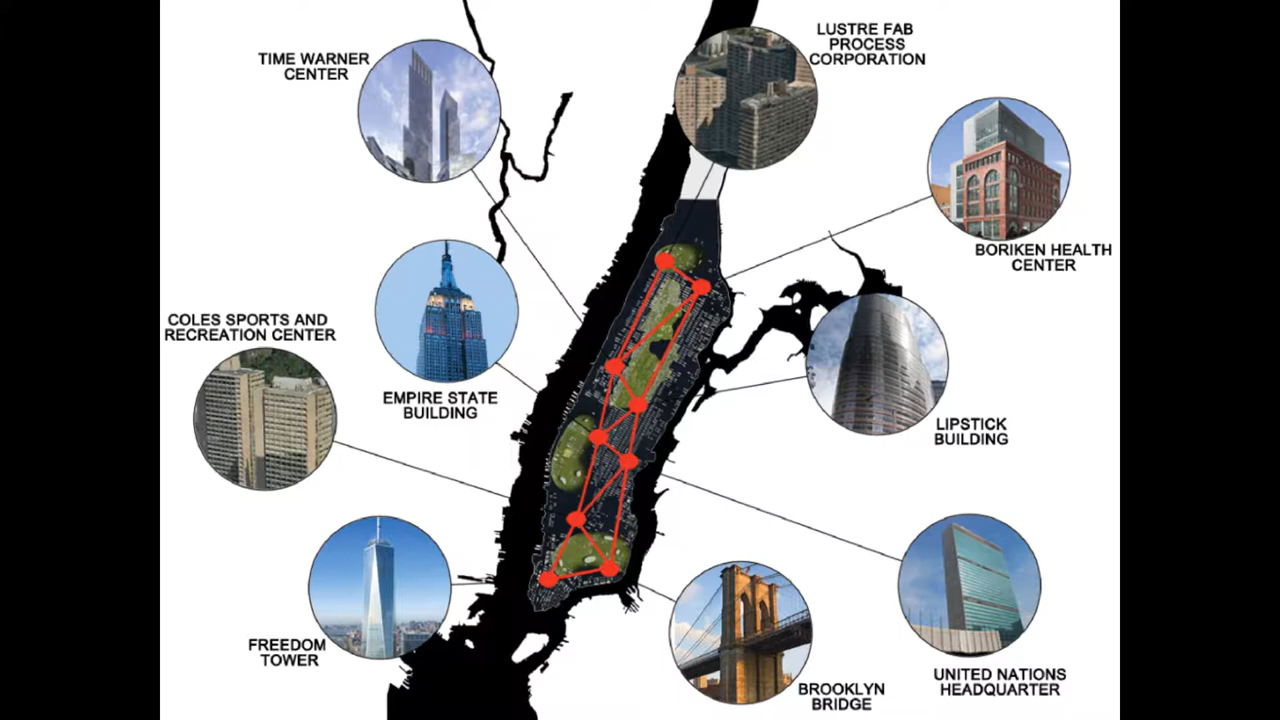 TIME WARNER
CENTER
LUSTRE FAB
PROCESS
CORPORATION
BORIKEN HEALTH
CENTER
COLES SPORTS AND
RECREATION CENTER
EMPIRE STATE
BUILDING
LIPSTICK
BUILDING
FREEDOM
TOWER
BROOKLYN
BRIDGE
UNITED NATIONS
HEADQUARTER